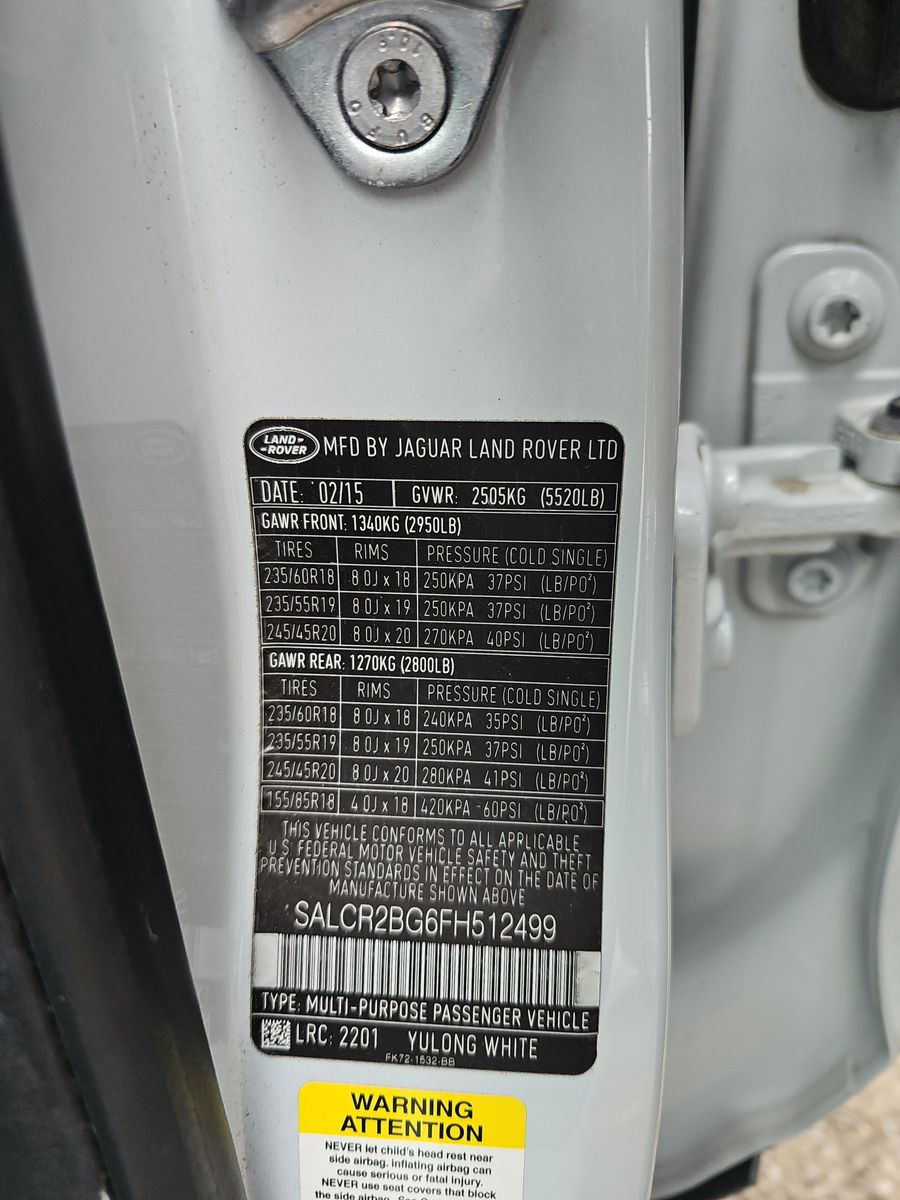 10.9
BUFO
LAND-
-ROVER
MFD BY JAGUAR LAND ROVER LTD
DATE: 02/15 GVWR: 2505KG (5520LB)
GAWR FRONT: 1340KG (2950LB)
TIRES RIMS PRESSURE (COLD SINGLE)
235/60R18 8.0J x 18 250KPA 37PSI (LB/PO²)
235/55R19 8.0J x 19 250KPA 37PSI (LB/PO²)
245/45R20 8.0J x 20 270KPA 40PSI (LB/PO²)
GAWR REAR: 1270KG (2800LB)
TIRES RIMS PRESSURE (COLD SINGLE)
235/60R18 8.0J x 18 240KPA 35PSI (LB/PO²)
235/55R19 8.0J x 19 250KPA 37PSI (LB/PO²)
245/45R20 8.0J x 20 280KPA 41PSI (LB/PO²)
155/85R18 4.0J x 18 420KPA 60PSI (LB/PO²)
THIS VEHICLE CONFORMS TO ALL APPLICABLE
U.S. FEDERAL MOTOR VEHICLE SAFETY AND THEFT
PREVENTION STANDARDS IN EFFECT ON THE DATE OF
MANUFACTURE SHOWN ABOVE
SALCR2BG6FH512499
TYPE: MULTI-PURPOSE PASSENGER VEHICLE
LRC: 2201 YULONG WHITE
FK72-1532-BB
WARNING
ATTENTION
NEVER let child's head rest near
side airbag, inflating airbag can
cause serious or fatal injury.
NEVER use seat covers that block
the side airbag. See